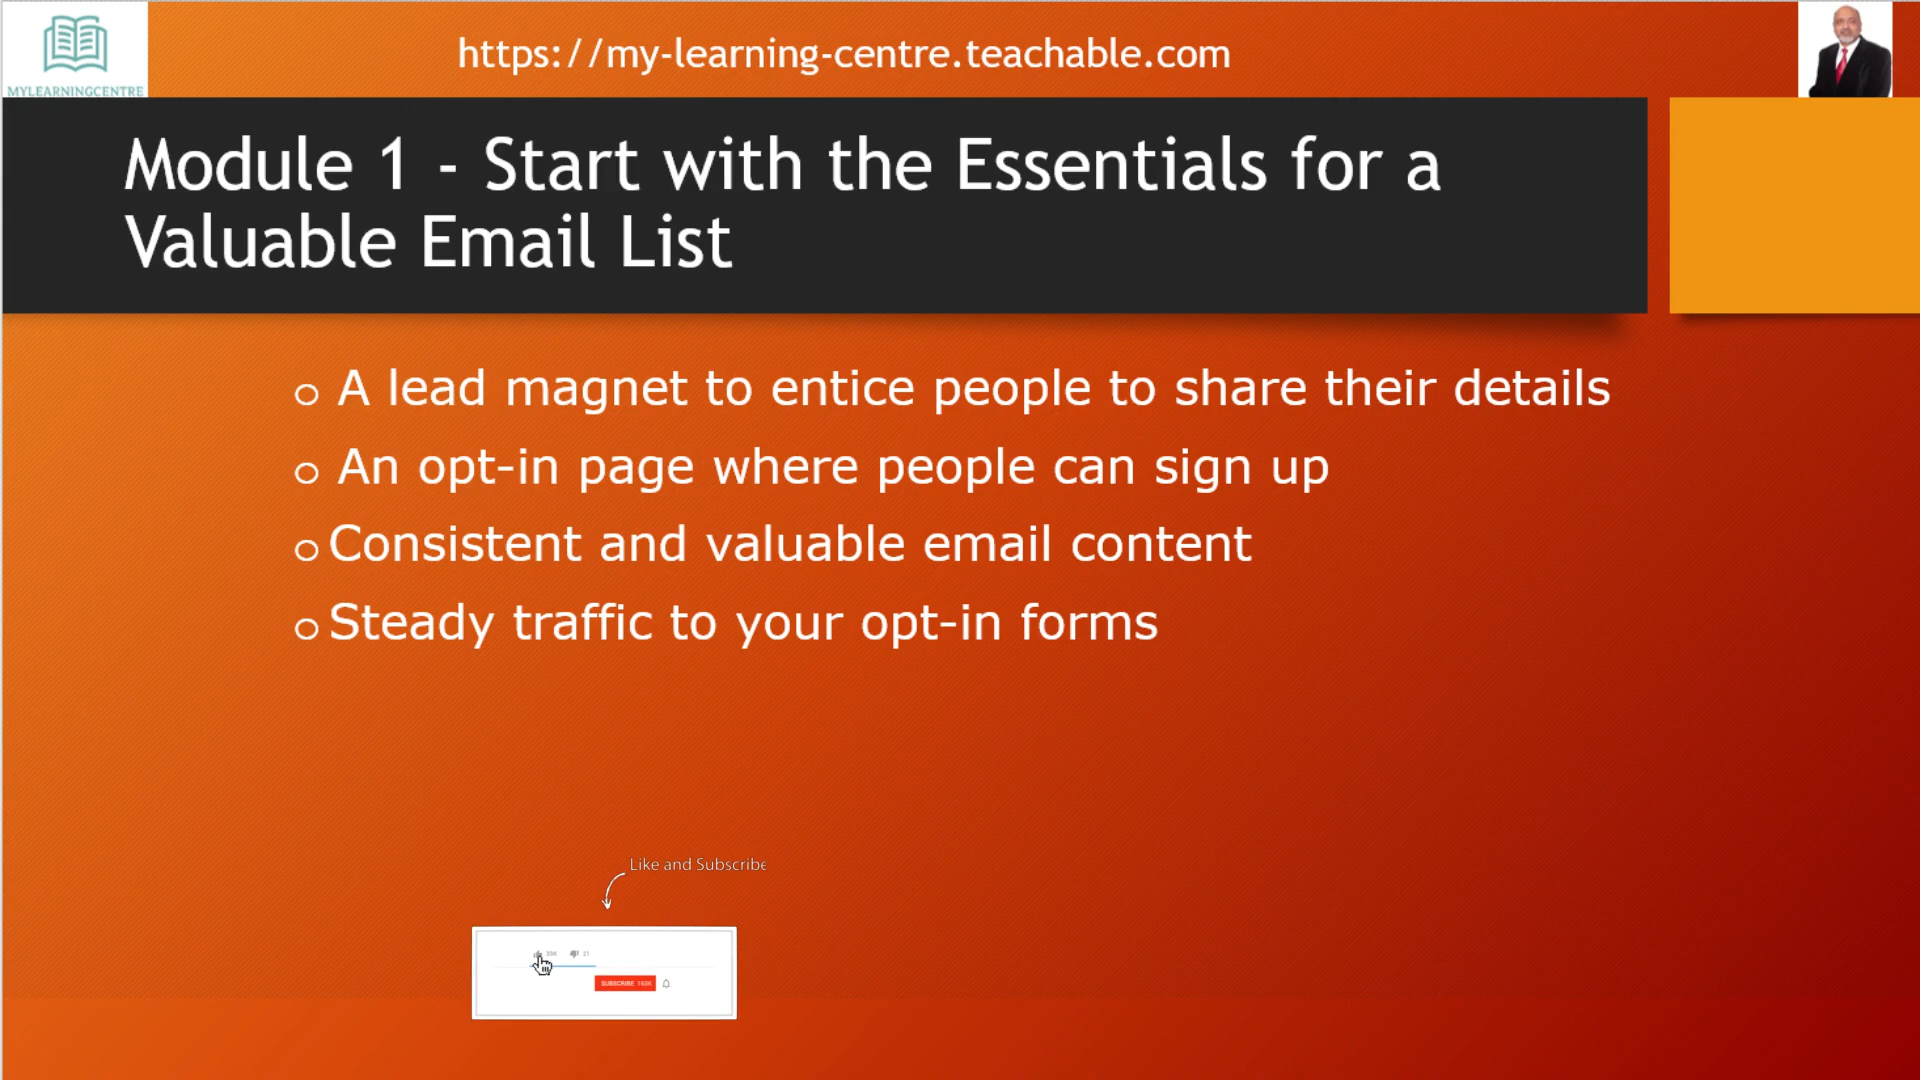 https://my-learning-centre.teachable.com
MYLEARNINGCENTRE
Module 1 - Start with the Essentials for a
Valuable Email List
o A lead magnet to entice people to share their details
o An opt-in page where people can sign up
o Consistent and valuable email content
o Steady traffic to your opt-in forms
Like and Subscribe
21
SUBSCRIBE